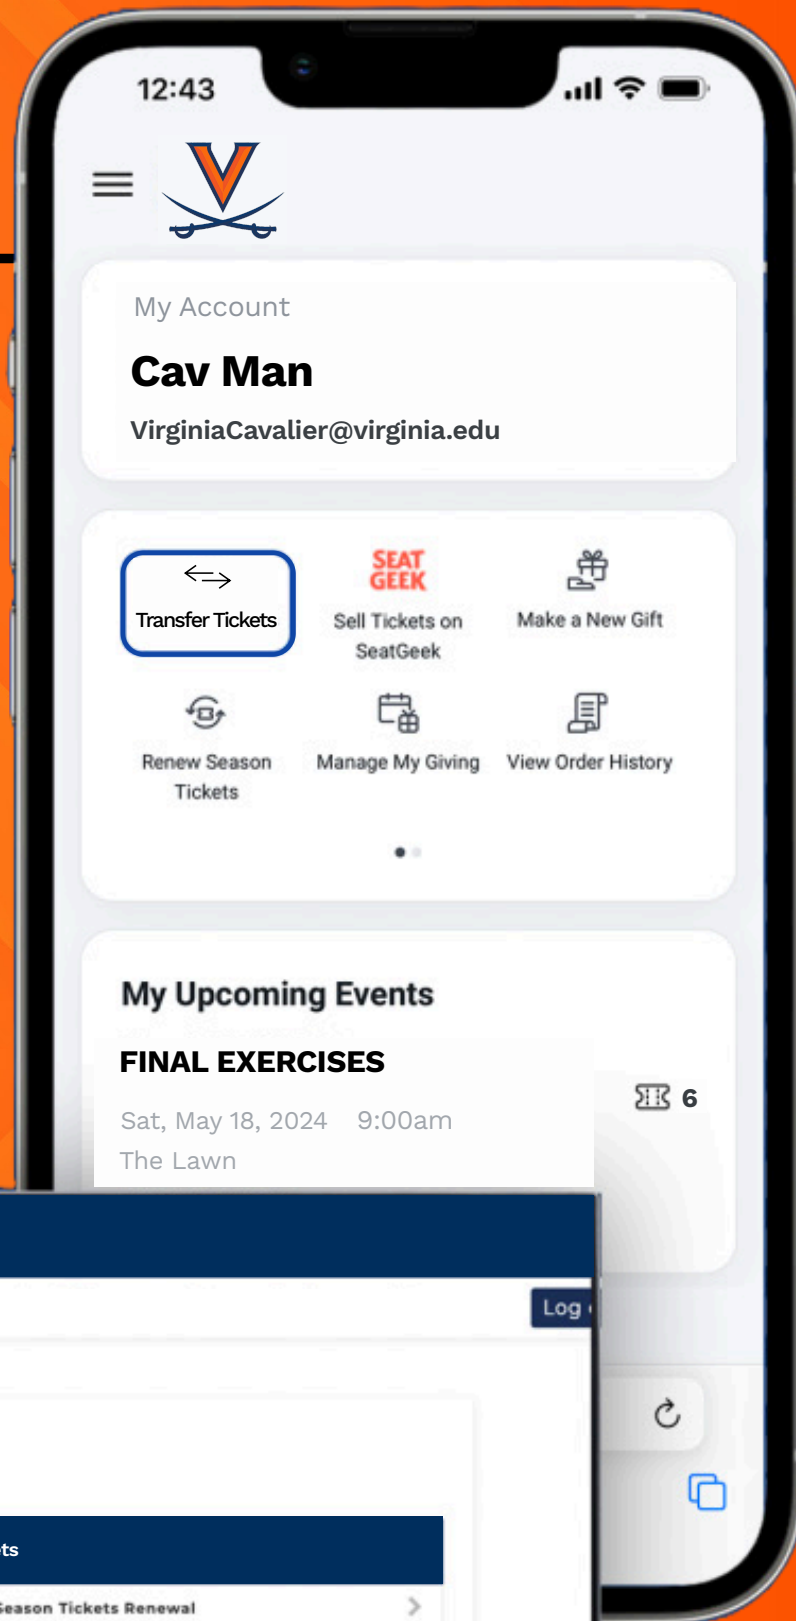 12:43
My Account
Cav Man
VirginiaCavalier@virginia.edu
Transfer Tickets
SEAT
GEEK
Sell Tickets on
SeatGeek
Make a New Gift
Renew Season
Tickets
Manage My Giving
View Order History
My Upcoming Events
FINAL EXERCISES
6
Sat, May 18, 2024 9:00am
The Lawn
Log
Season Tickets Renewal